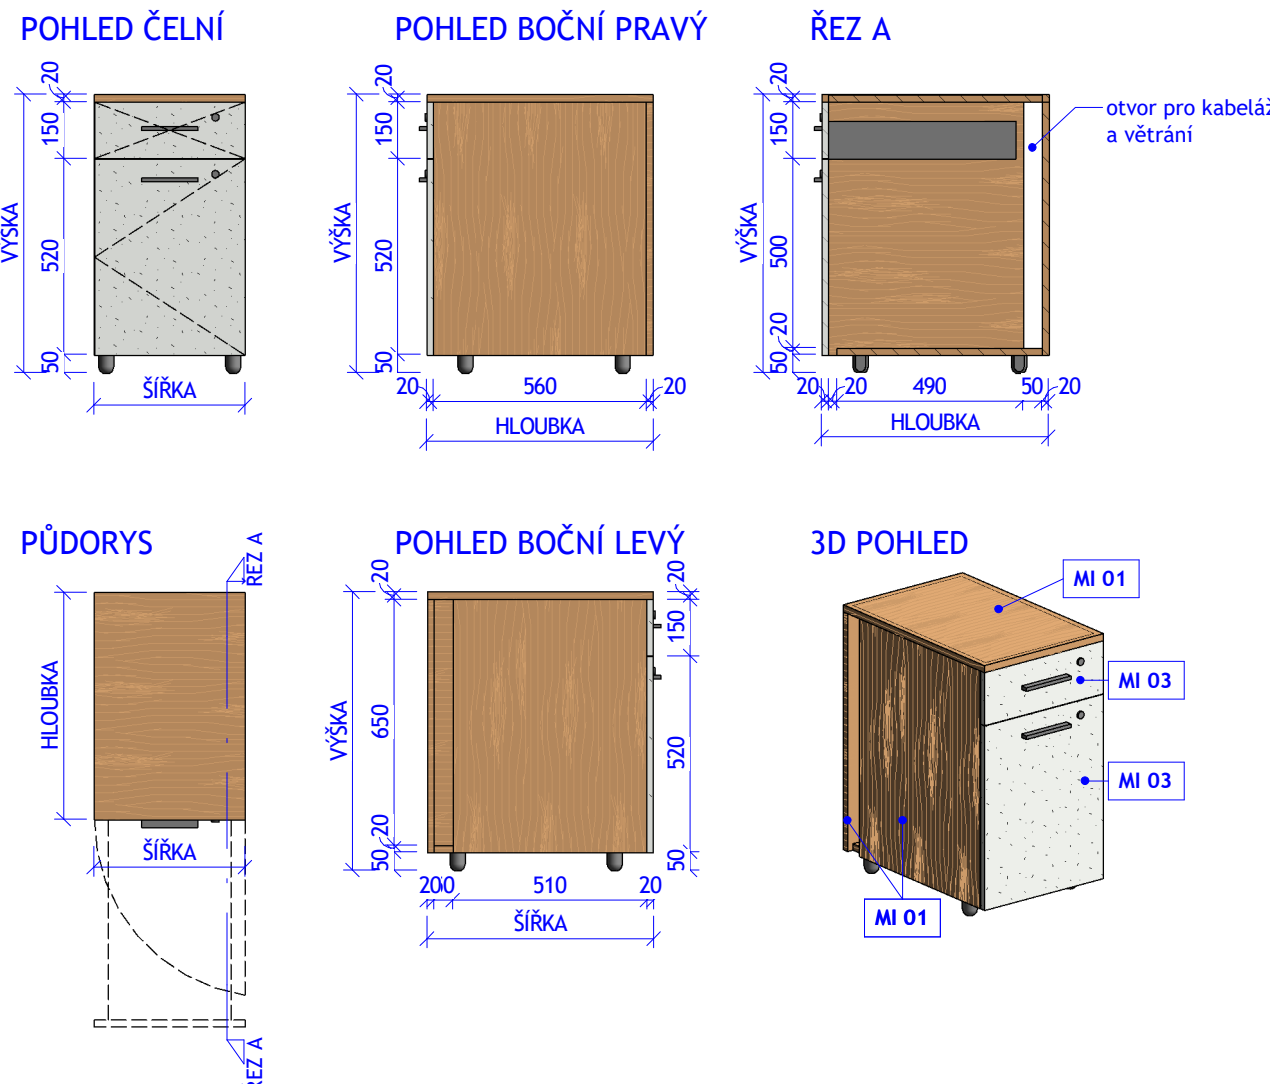 POHLED ČELNÍ
POHLED BOČNÍ PRAVÝ
ŘEZ A
20
150
520
50
VÝŠKA
ŠÍŘKA
20
150
520
50
VÝŠKA
20
560
20
HLOUBKA
20
150
500
20
50
VÝŠKA
20
20
490
50
20
HLOUBKA
otvor pro kabeláž
a větrání
PŮDORYS
POHLED BOČNÍ LEVÝ
3D POHLED
ŘEZ A
HLOUBKA
ŠÍŘKA
ŘEZ A
20
650
20
50
VÝŠKA
20
150
520
50
20
510
20
ŠÍŘKA
MI 01
MI 03
MI 03
MI 01